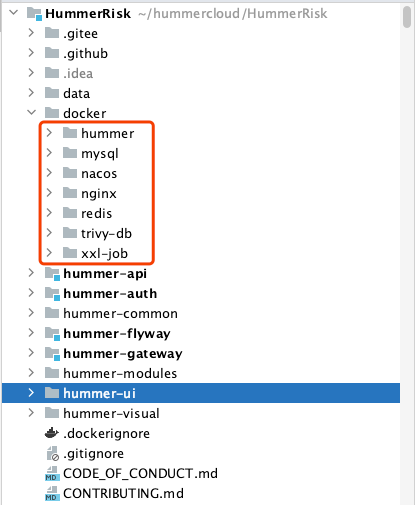 HummerRisk ~/hummercloud/HummerRisk
.gitee
.github
.idea
data
docker
hummer
mysql
nacos
nginx
redis
trivy-db
xxl-job
hummer-api
hummer-auth
hummer-common
hummer-flyway
hummer-gateway
hummer-modules
hummer-ui
hummer-visual
.dockerignore
.gitignore
MD CODE_OF_CONDUCT.md
MD CONTRIBUTING.md